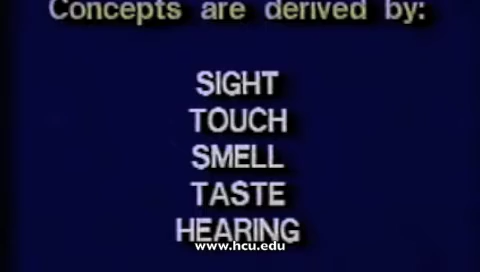 Concepts are derived by:
SIGHT
TOUCH
SMELL
TASTE
HEARING
www.hcu.edu